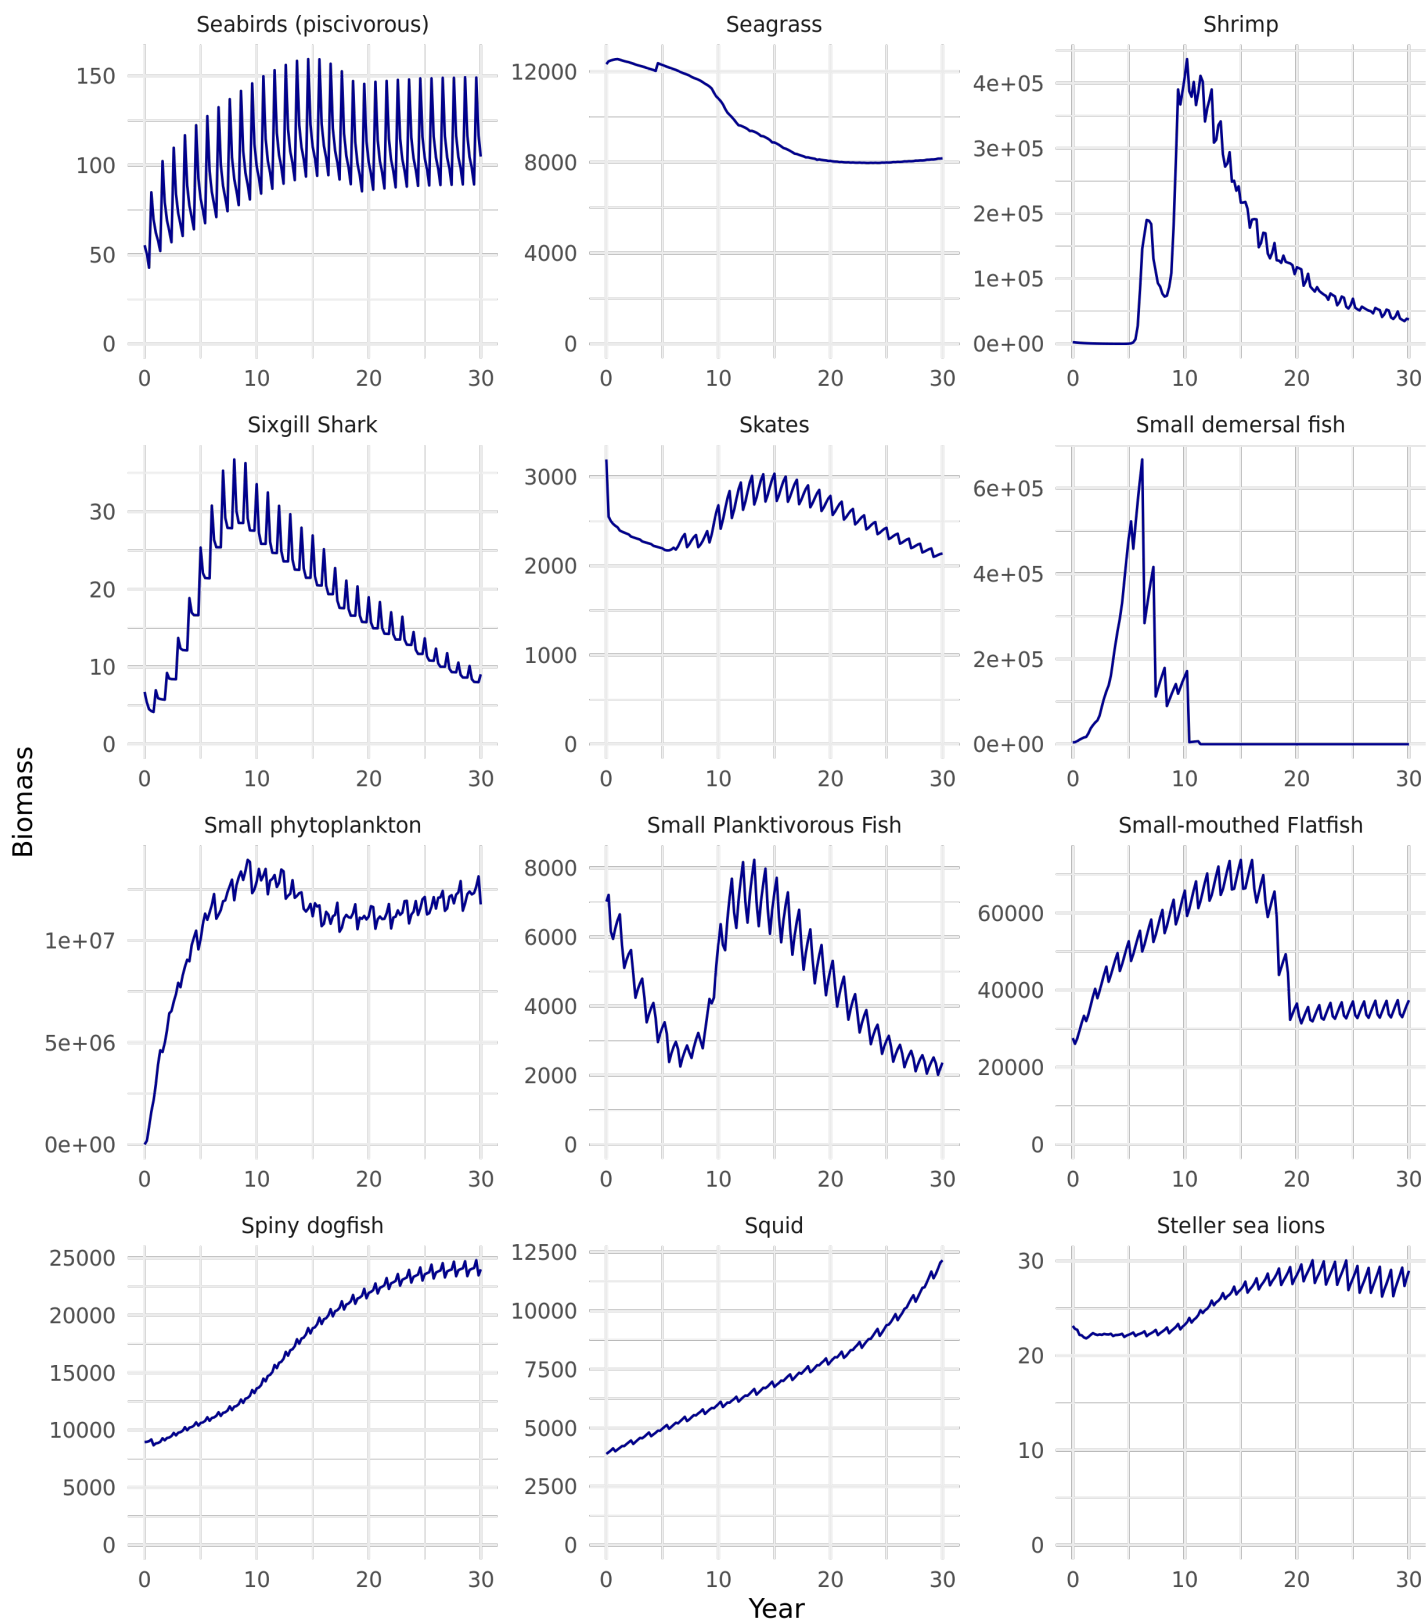 Seabirds (piscivorous) Seagrass Shrimp
150
100
50
0
12000
8000
4000
0
4e+05
3e+05
2e+05
1e+05
0e+00
0 10 20 30 0 10 20 30 0 10 20 30
Sixgill Shark Skates Small demersal fish
30
20
10
0
3000
2000
1000
0
6e+05
4e+05
2e+05
0e+00
0 10 20 30 0 10 20 30 0 10 20 30
Biomass
Small phytoplankton Small Planktivorous Fish Small-mouthed Flatfish
1e+07
5e+06
0e+00
8000
6000
4000
2000
0
60000
40000
20000
0
0 10 20 30 0 10 20 30 0 10 20 30
Spiny dogfish Squid Steller sea lions
25000
20000
15000
10000
5000
0
12500
10000
7500
5000
2500
0
30
20
10
0
0 10 20 30 0 10 20 30 0 10 20 30
Year